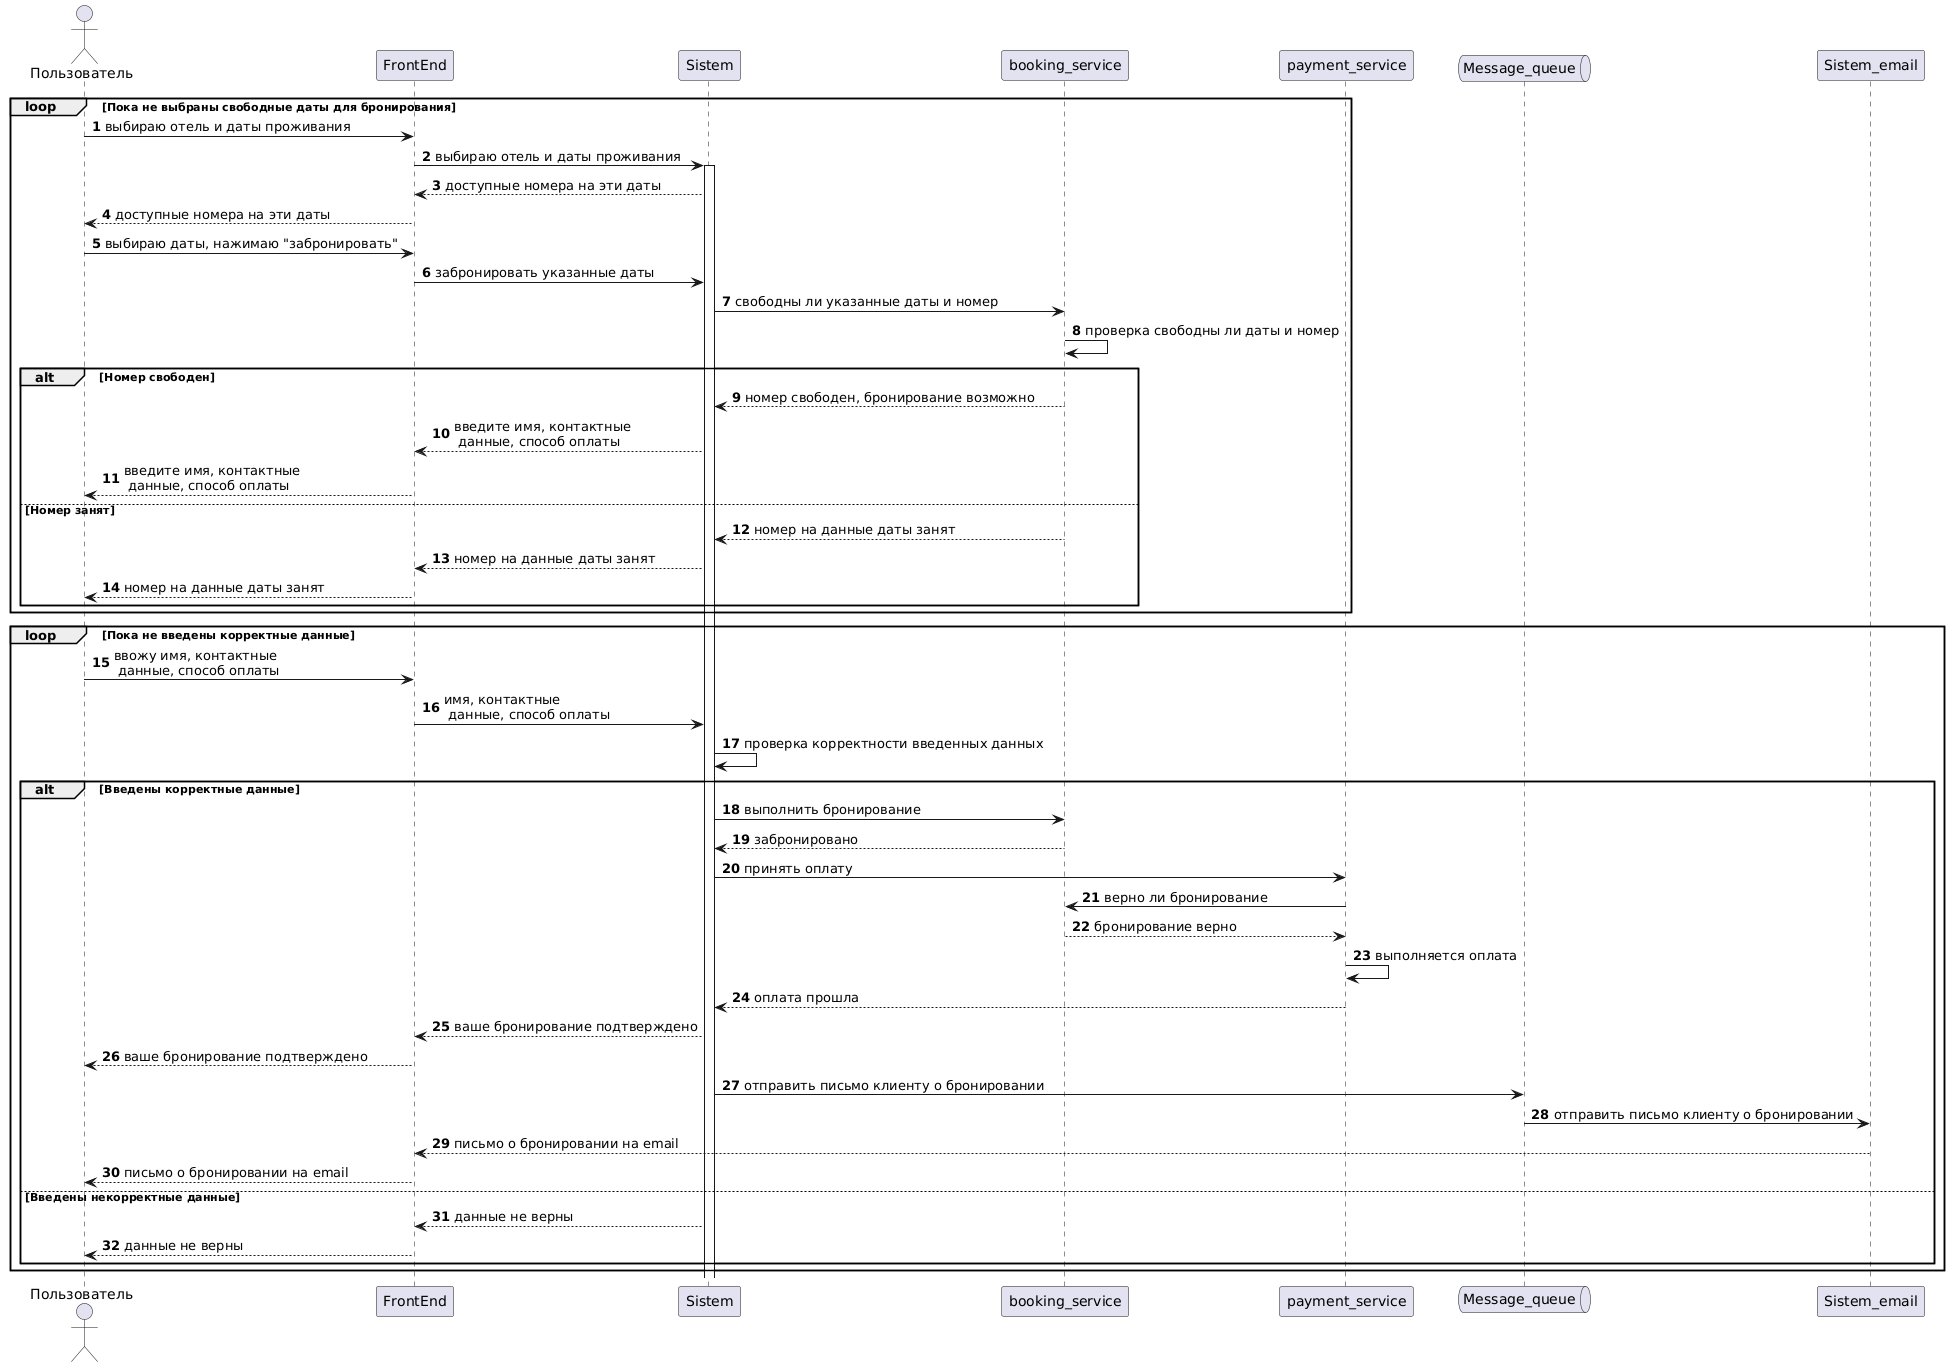 Пользователь
FrontEnd
Sistem
booking_service
payment_service
Message_queue
Sistem_email
loop [Пока не выбраны свободные даты для бронирования]
1 выбираю отель и даты проживания
2 выбираю отель и даты проживания
3 доступные номера на эти даты
4 доступные номера на эти даты
5 выбираю даты, нажимаю "забронировать"
6 забронировать указанные даты
7 свободны ли указанные даты и номер
8 проверка свободны ли даты и номер
alt [Номер свободен]
9 номер свободен, бронирование возможно
10 введите имя, контактные
данные, способ оплаты
11 введите имя, контактные
данные, способ оплаты
[Номер занят]
12 номер на данные даты занят
13 номер на данные даты занят
14 номер на данные даты занят
loop [Пока не введены корректные данные]
15 ввожу имя, контактные
данные, способ оплаты
16 имя, контактные
данные, способ оплаты
17 проверка корректности введенных данных
alt [Введены корректные данные]
18 выполнить бронирование
19 забронировано
20 принять оплату
21 верно ли бронирование
22 бронирование верно
23 выполняется оплата
24 оплата прошла
25 ваше бронирование подтверждено
26 ваше бронирование подтверждено
27 отправить письмо клиенту о бронировании
28 отправить письмо клиенту о бронировании
29 письмо о бронировании на email
30 письмо о бронировании на email
[Введены некорректные данные]
31 данные не верны
32 данные не верны
Пользователь
FrontEnd
Sistem
booking_service
payment_service
Message_queue
Sistem_email